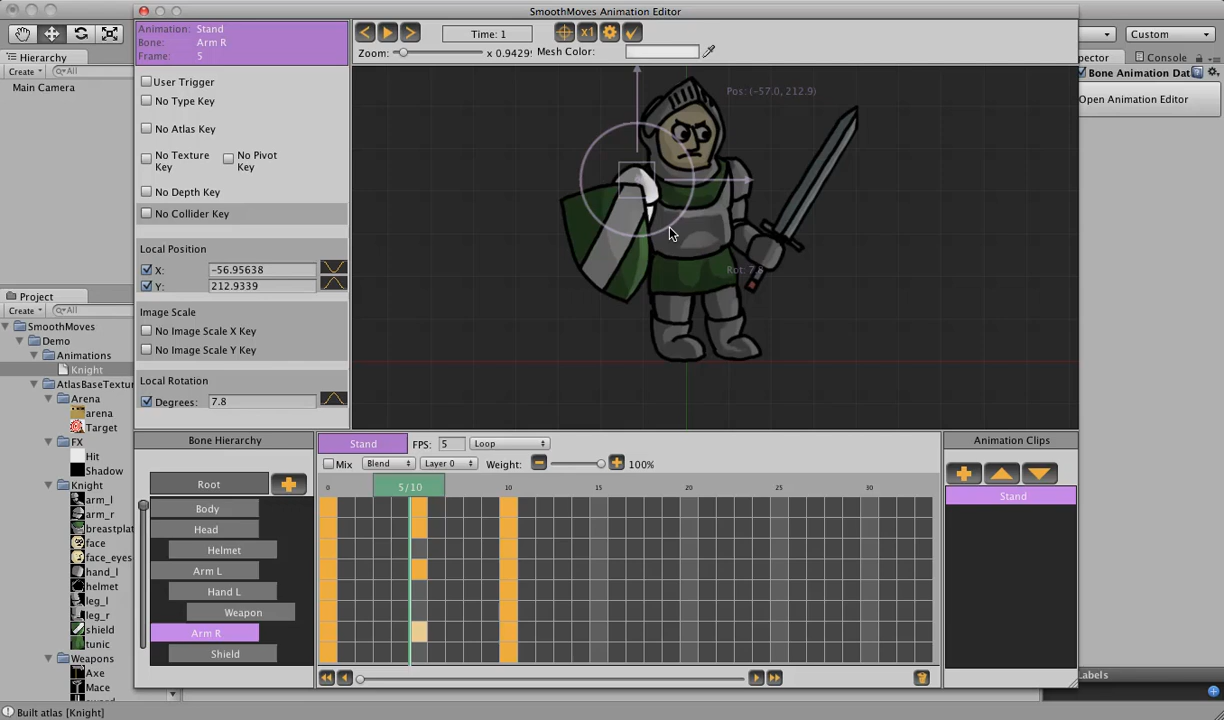 SmoothMoves Animation Editor
Custom
Hierarchy
Create
All
Main Camera
Animation: Stand
Bone: Arm R
Frame: 5
User Trigger
No Type Key
No Atlas Key
No Texture Key
No Pivot Key
No Depth Key
No Collider Key
Local Position
X: -56.95638
Y: 212.9339
Image Scale
No Image Scale X Key
No Image Scale Y Key
Local Rotation
Degrees: 7.8
Time: 1
x1
Zoom: x 0.9429
Mesh Color:
Pos: (-57.0, 212.9)
Rot: 7.8
pector
Console
Bone Animation Dat
Open Animation Editor
Project
Create
All
SmoothMoves
Demo
Animations
Knight
AtlasBaseTextur
Arena
arena
Target
FX
Hit
Shadow
Knight
arm_l
arm_r
breastplat
face
face_eyes
hand_l
helmet
leg_l
leg_r
shield
tunic
Weapons
Axe
Mace
Bone Hierarchy
Root
Body
Head
Helmet
Arm L
Hand L
Weapon
Arm R
Shield
Stand
FPS: 5
Loop
Mix
Blend
Layer 0
Weight: 100%
0 5/10 10 15 20 25 30
Animation Clips
Stand
Labels
Built atlas [Knight]